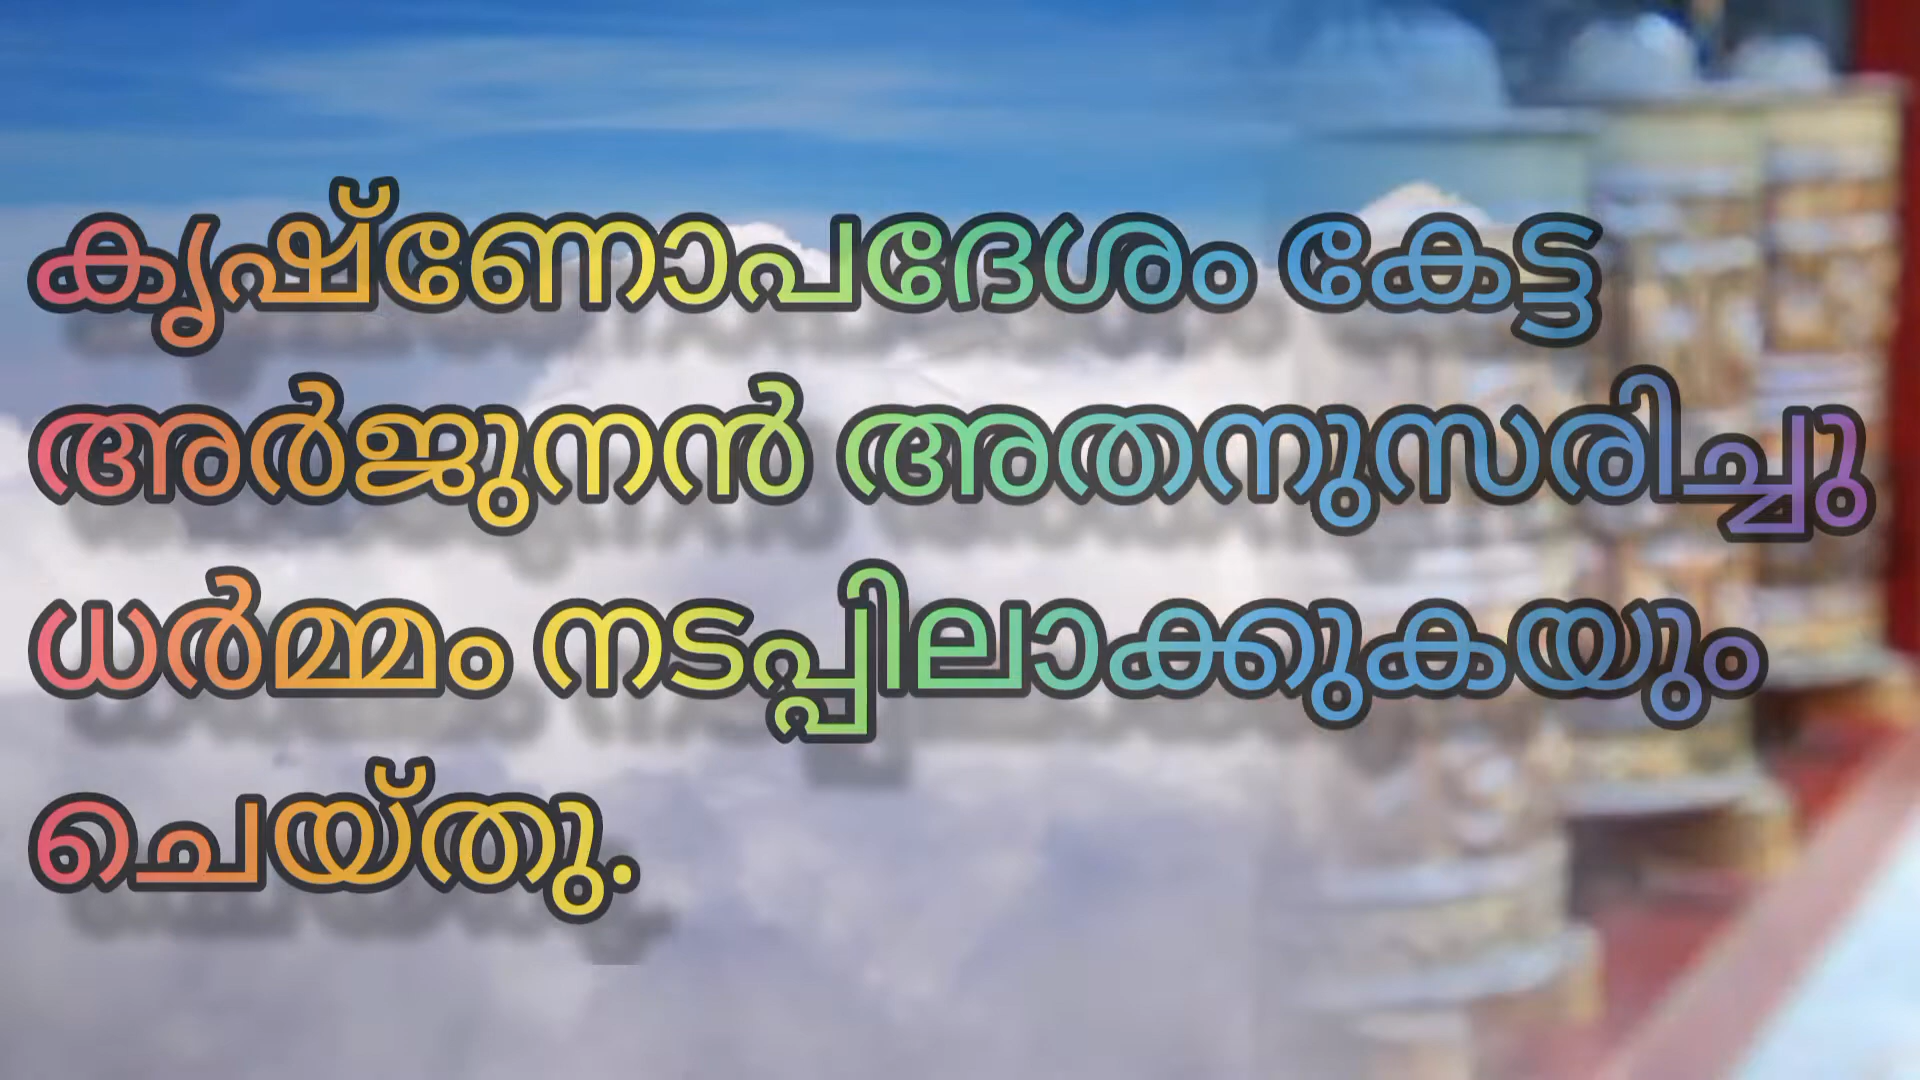 കൃഷ്ണോപദേശം കേട്ട
അർജുനൻ അതനുസരിച്ചു
ധർമ്മം നടപ്പിലാക്കുകയും
ചെയ്തു.